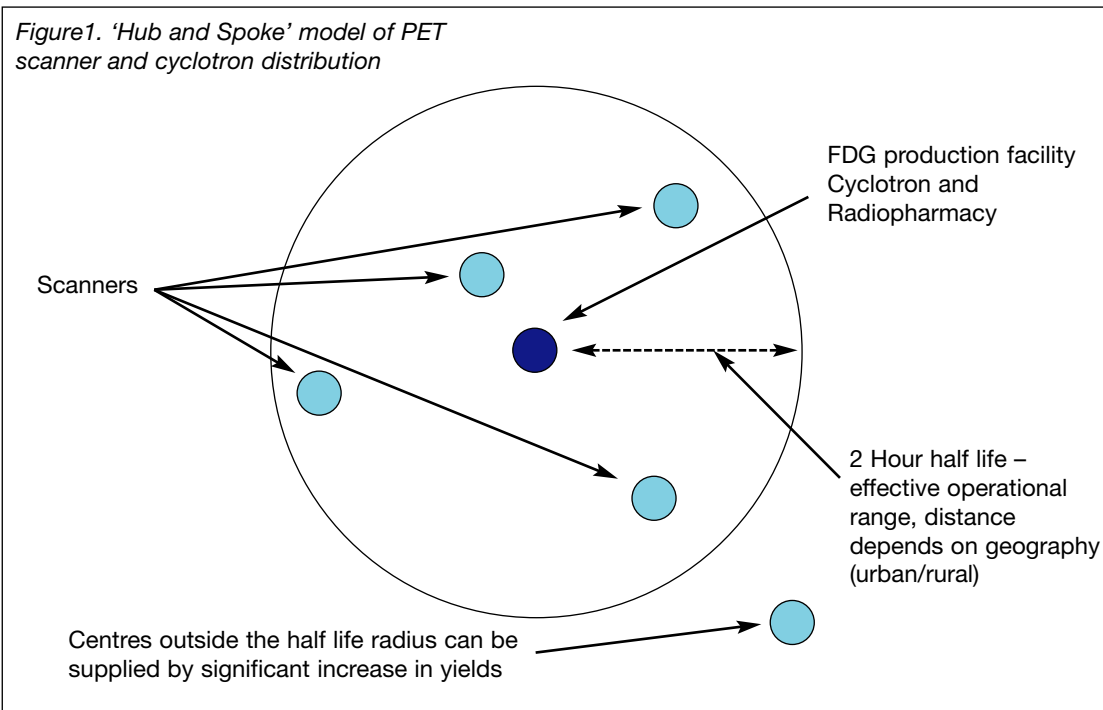 Figure1. ‘Hub and Spoke’ model of PET
scanner and cyclotron distribution
FDG production facility
Cyclotron and
Radiopharmacy
Scanners
2 Hour half life –
effective operational
range, distance
depends on geography
(urban/rural)
Centres outside the half life radius can be
supplied by significant increase in yields